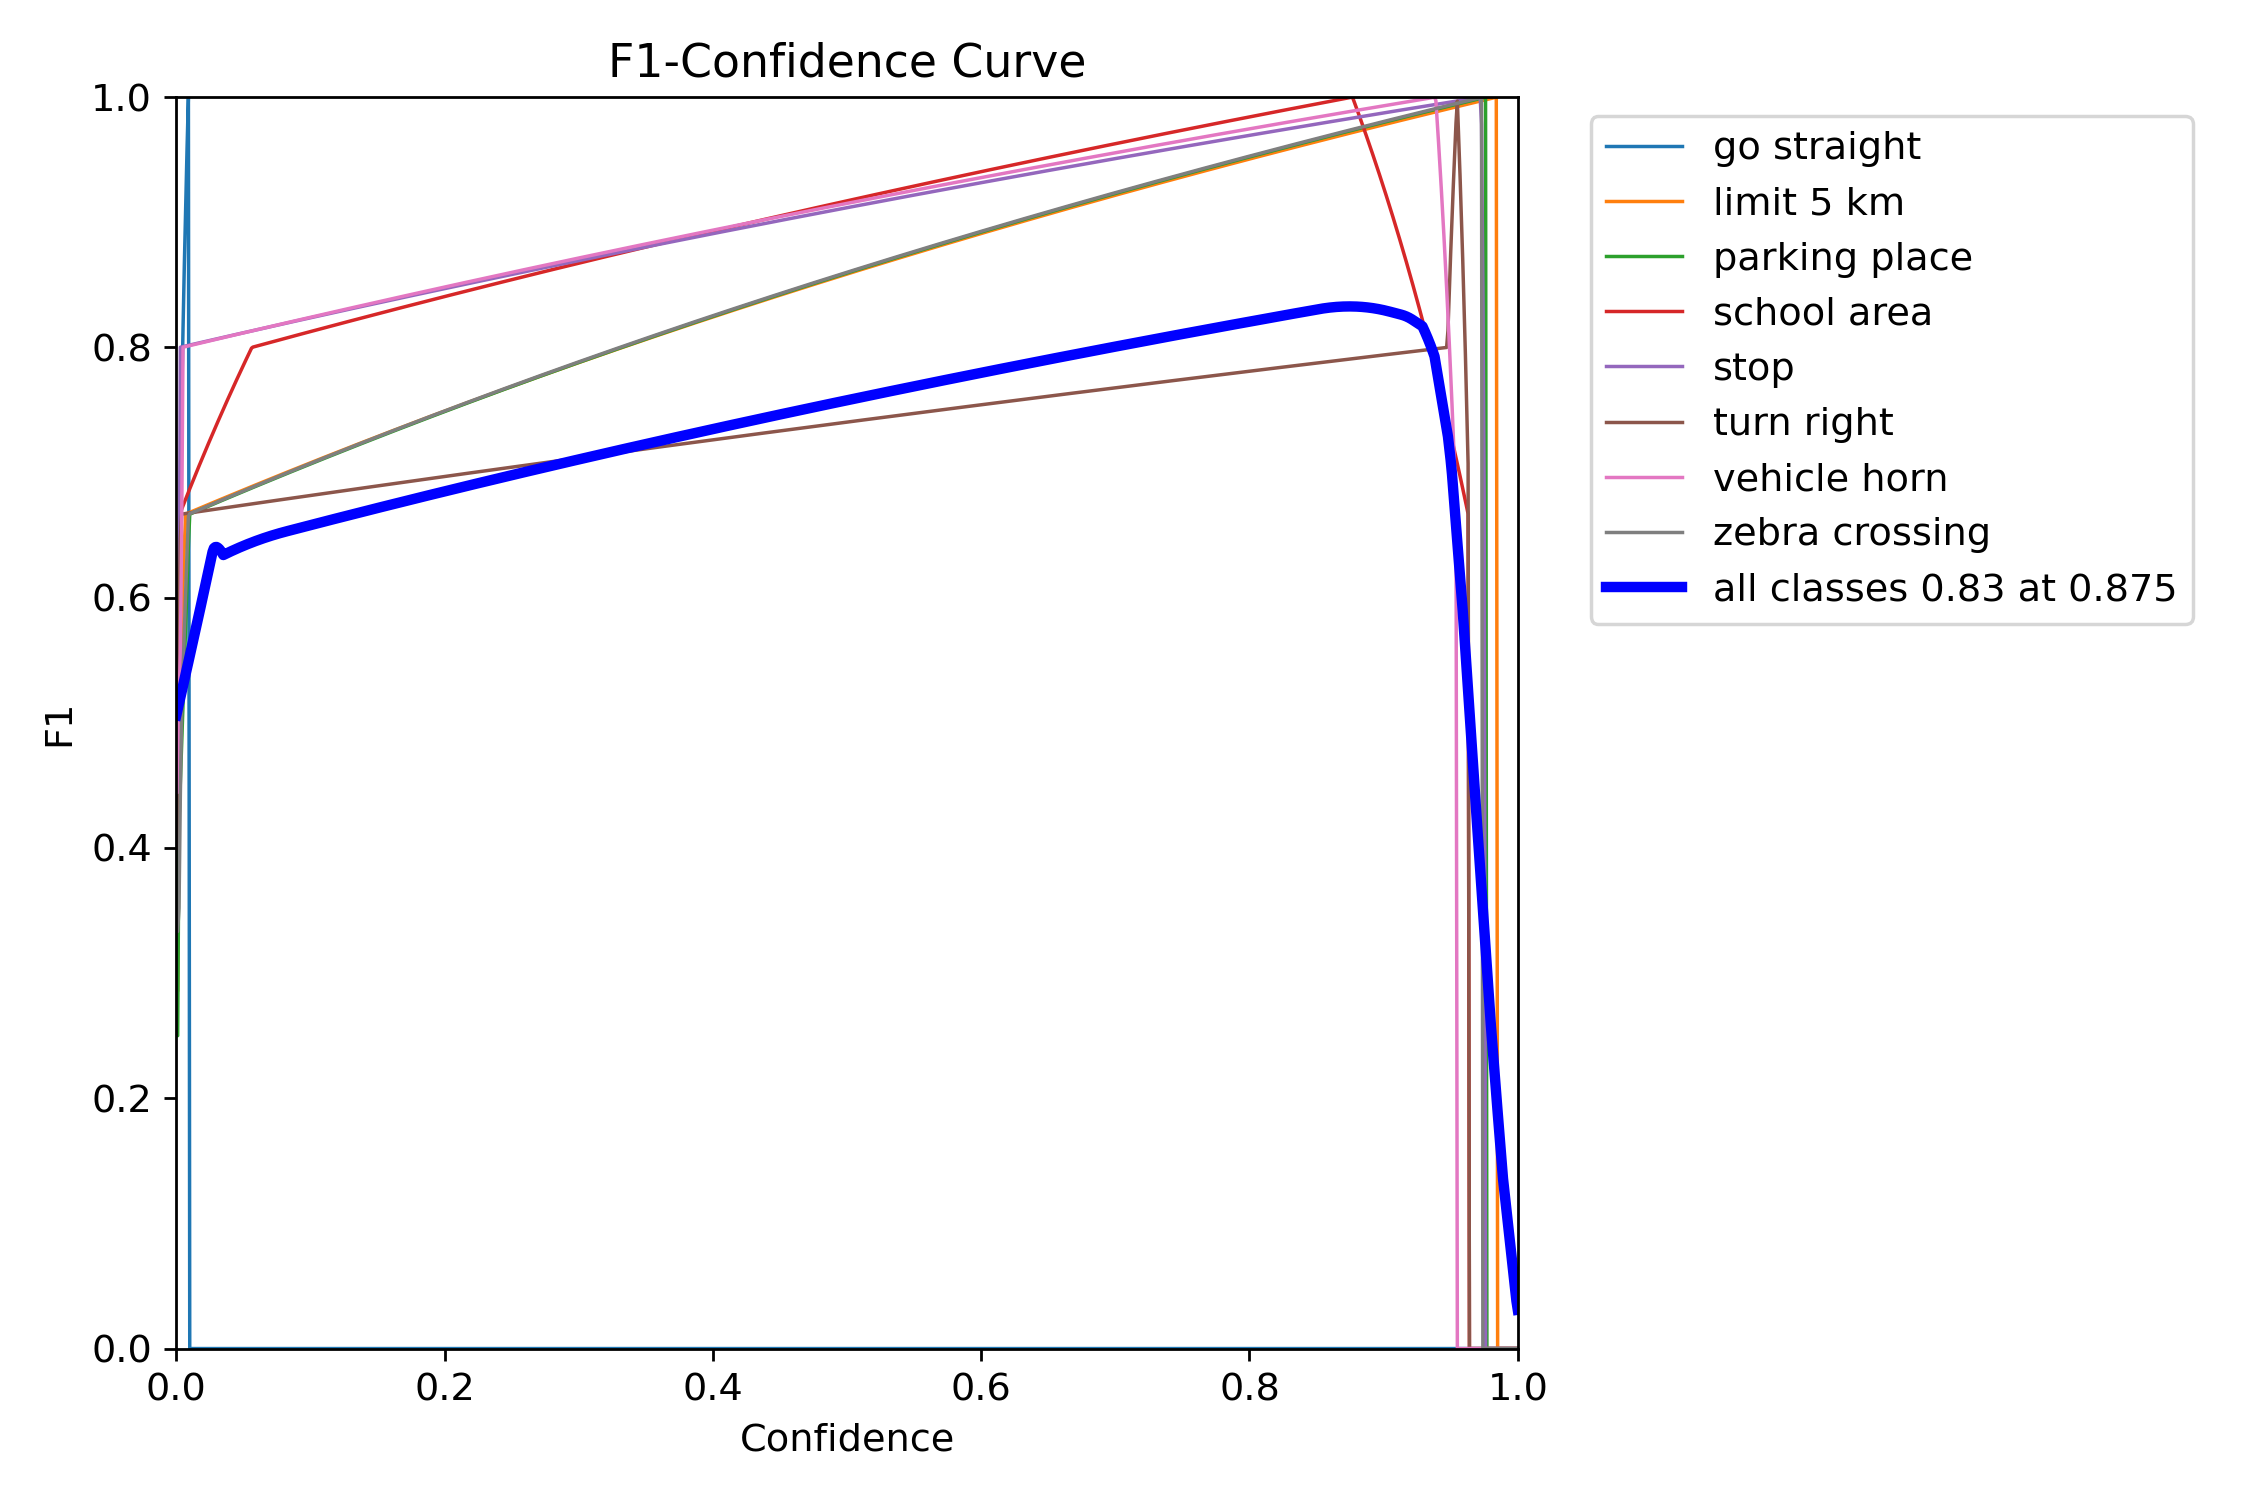 F1-Confidence Curve
1.0
0.8
0.6
0.4
0.2
0.0
F1
0.0 0.2 0.4 0.6 0.8 1.0
Confidence
go straight
limit 5 km
parking place
school area
stop
turn right
vehicle horn
zebra crossing
all classes 0.83 at 0.875